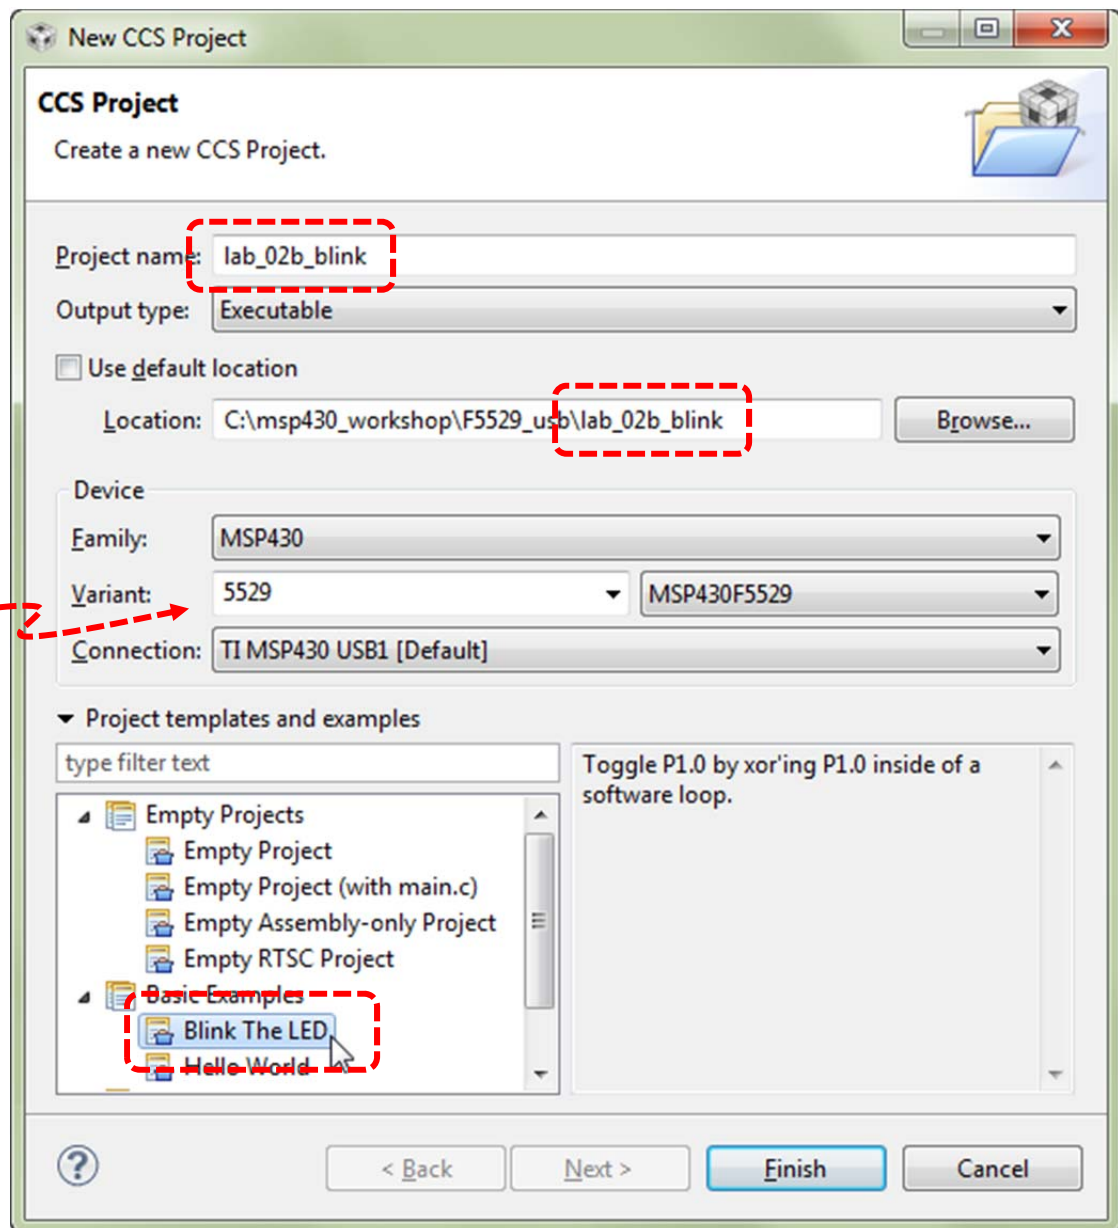 New CCS Project
CCS Project
Create a new CCS Project.
Project name: lab_02b_blink
Output type: Executable
Use default location
Location: C:\msp430_workshop\F5529_usb\lab_02b_blink Browse...
Device
Family: MSP430
Variant: 5529 MSP430F5529
Connection: TI MSP430 USB1 [Default]
Project templates and examples
type filter text
Toggle P1.0 by xor'ing P1.0 inside of a
software loop.
Empty Projects
Empty Project
Empty Project (with main.c)
Empty Assembly-only Project
Empty RTSC Project
Basic Examples
Blink The LED
Hello World
? < Back Next > Finish Cancel